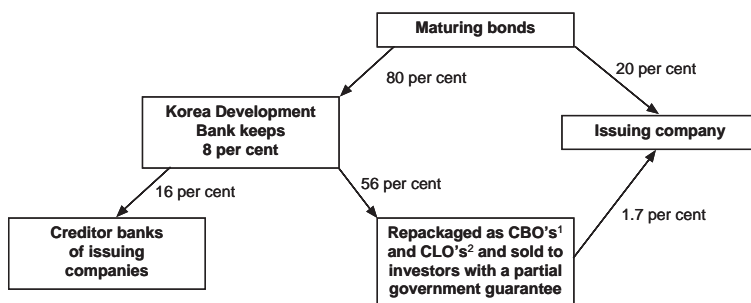 Maturing bonds
80 per cent
20 per cent
Korea Development
Bank keeps
8 per cent
Issuing company
16 per cent
56 per cent
1.7 per cent
Creditor banks
of issuing
companies
Repackaged as CBO's¹
and CLO's² and sold to
investors with a partial
government guarantee